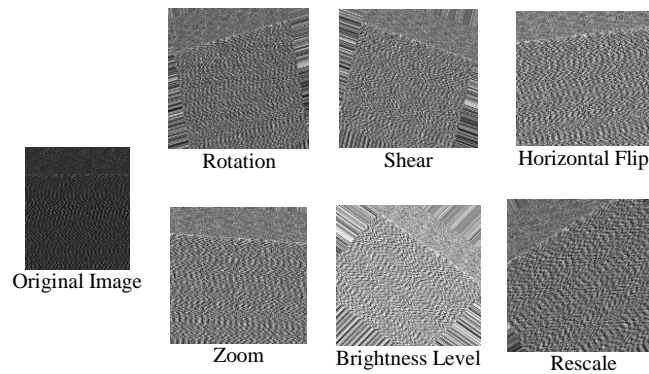 Rotation
Shear
Horizontal Flip
Original Image
Zoom
Brightness Level
Rescale